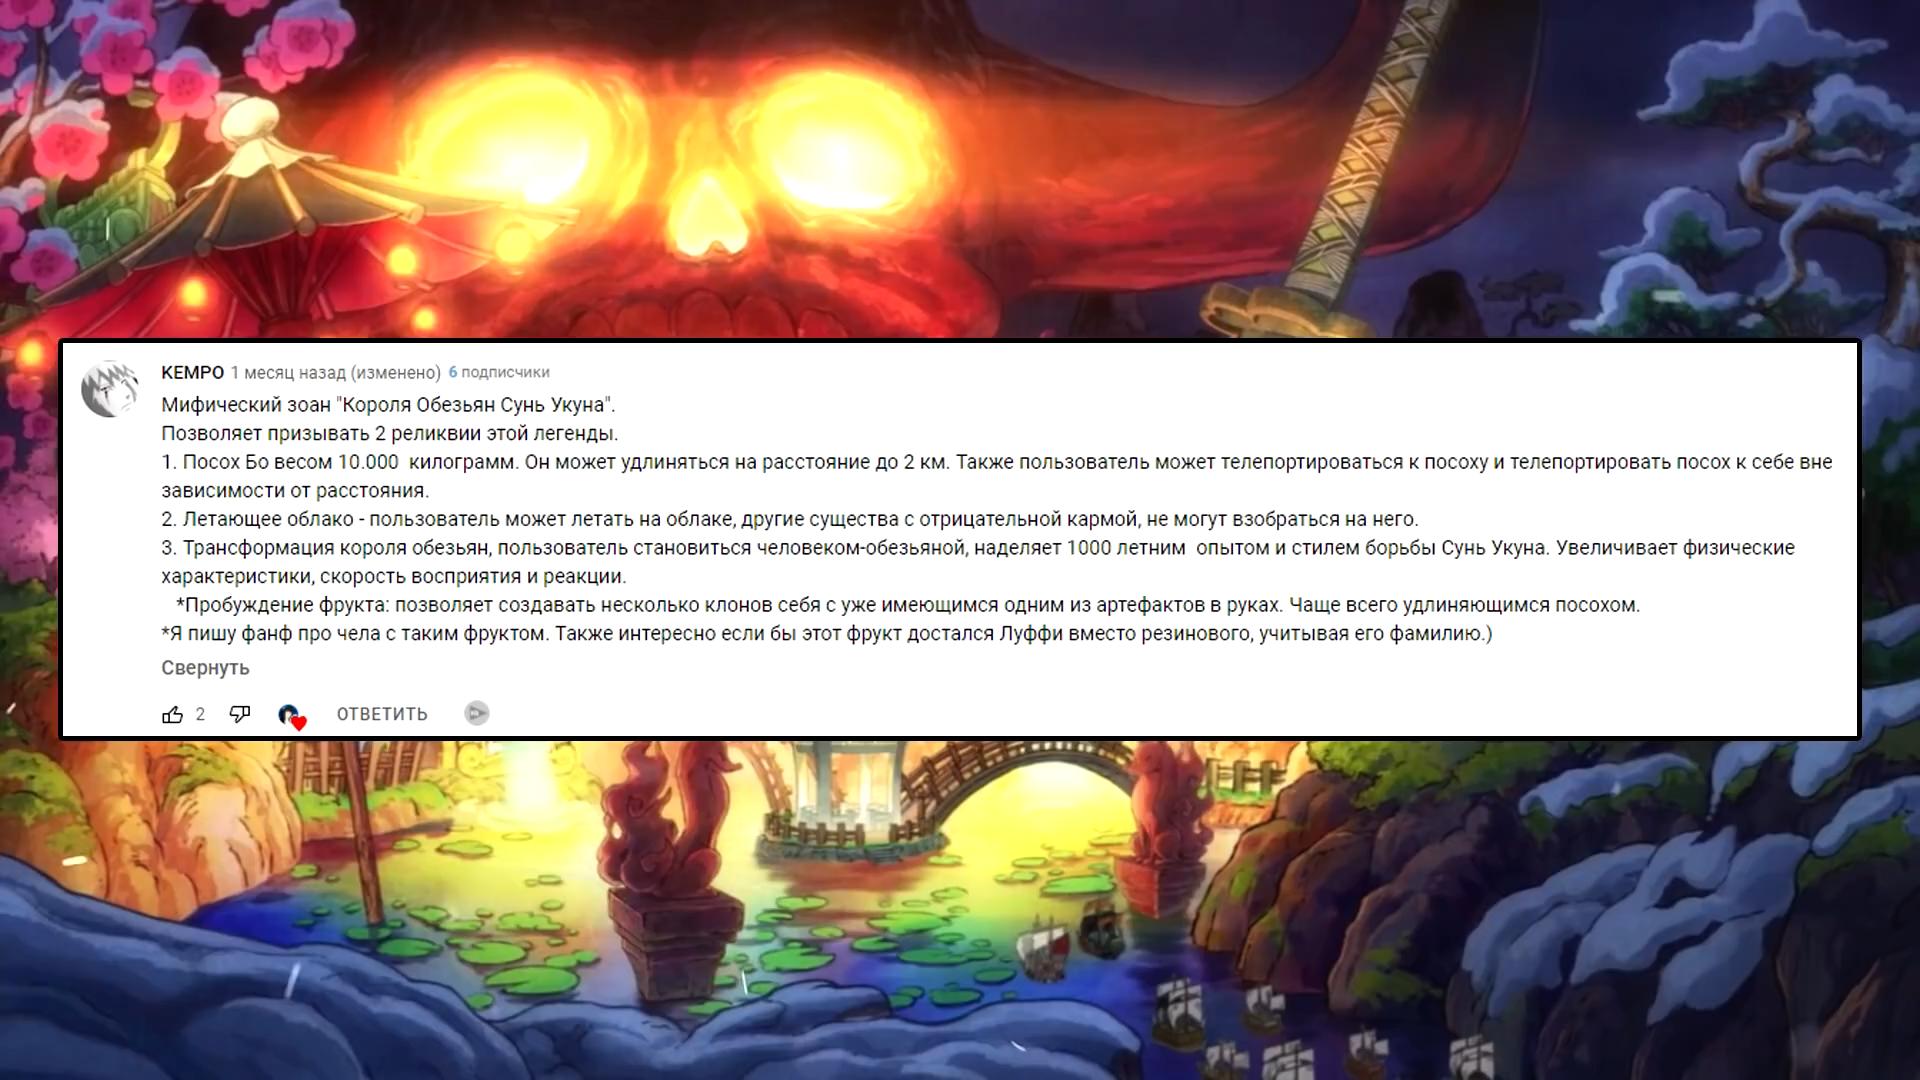 KEMPO 1 месяц назад (изменено) 6 подписчики
Мифический зоан "Короля Обезьян Сунь Укуна".
Позволяет призывать 2 реликвии этой легенды.
1. Посох Бо весом 10.000  килограмм. Он может удлиняться на расстояние до 2 км. Также пользователь может телепортироваться к посоху и телепортировать посох к себе вне
зависимости от расстояния.
2. Летающее облако - пользователь может летать на облаке, другие существа с отрицательной кармой, не могут взобраться на него.
3. Трансформация короля обезьян, пользователь становиться человеком-обезьяной, наделяет 1000 летним  опытом и стилем борьбы Сунь Укуна. Увеличивает физические
характеристики, скорость восприятия и реакции.
*Пробуждение фрукта: позволяет создавать несколько клонов себя с уже имеющимся одним из артефактов в руках. Чаще всего удлиняющимся посохом.
*Я пишу фанф про чела с таким фруктом. Также интересно если бы этот фрукт достался Луффи вместо резинового, учитывая его фамилию.)
Свернуть
2 ОТВЕТИТЬ